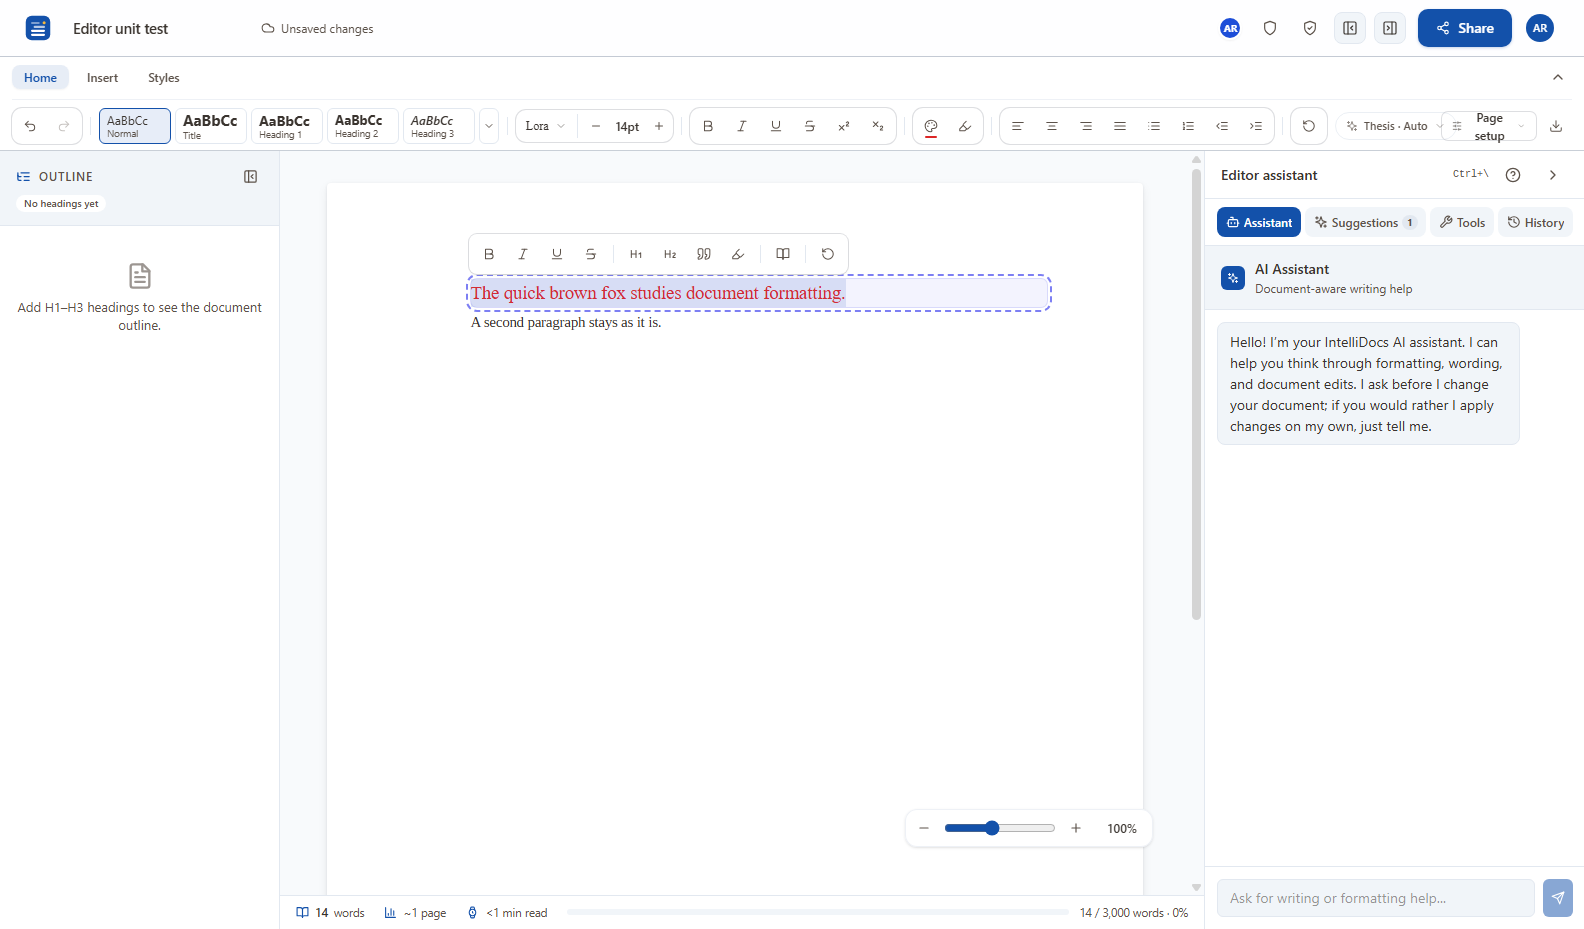 Editor unit test
Unsaved changes
AR
Share
AR
Home
Insert
Styles
AaBbCc
Normal
AaBbCc
Title
AaBbCc
Heading 1
AaBbCc
Heading 2
AaBbCc
Heading 3
Lora
14pt
B I U S x² x₂
Thesis · Auto
Page setup
OUTLINE
No headings yet
Add H1–H3 headings to see the document
outline.
B I U S H1 H2
The quick brown fox studies document formatting.
A second paragraph stays as it is.
100%
14 words
~1 page
<1 min read
14 / 3,000 words · 0%
Editor assistant
Ctrl+\
Assistant
Suggestions 1
Tools
History
AI Assistant
Document-aware writing help
Hello! I'm your IntelliDocs AI assistant. I can
help you think through formatting, wording,
and document edits. I ask before I change
your document; if you would rather I apply
changes on my own, just tell me.
Ask for writing or formatting help...